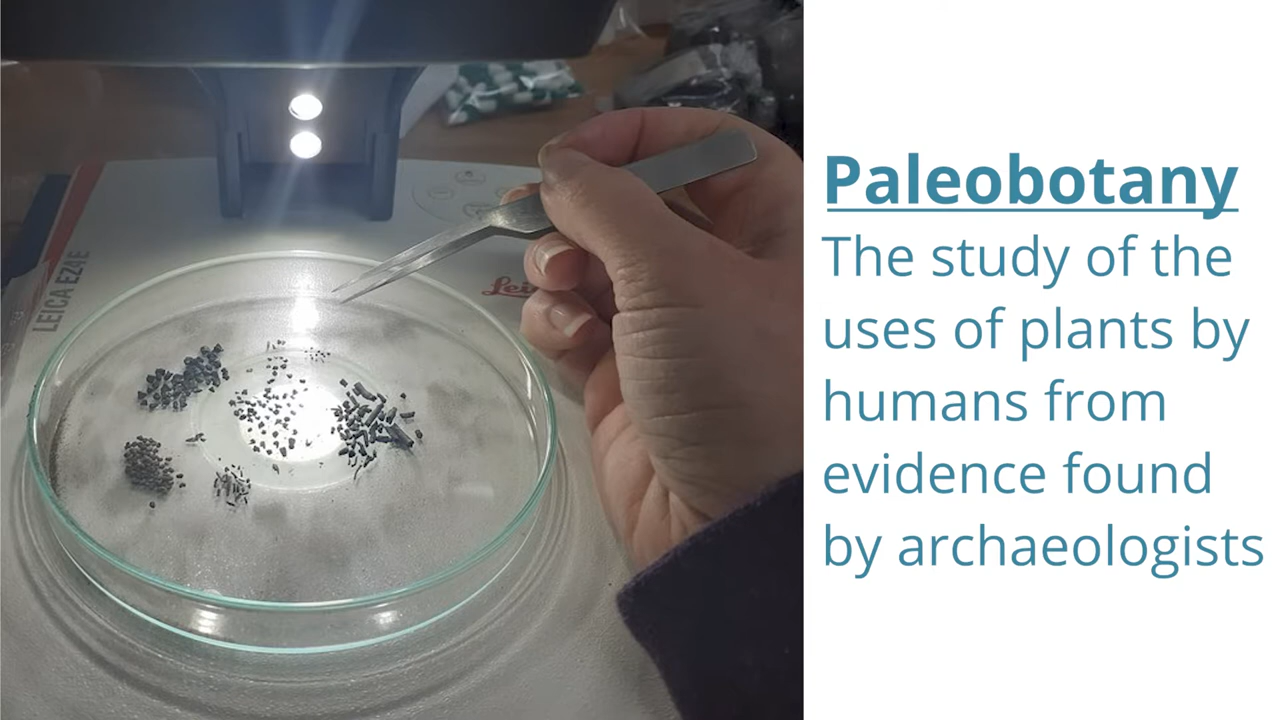 LEICA EZ4E
Paleobotany
The study of the
uses of plants by
humans from
evidence found
by archaeologists